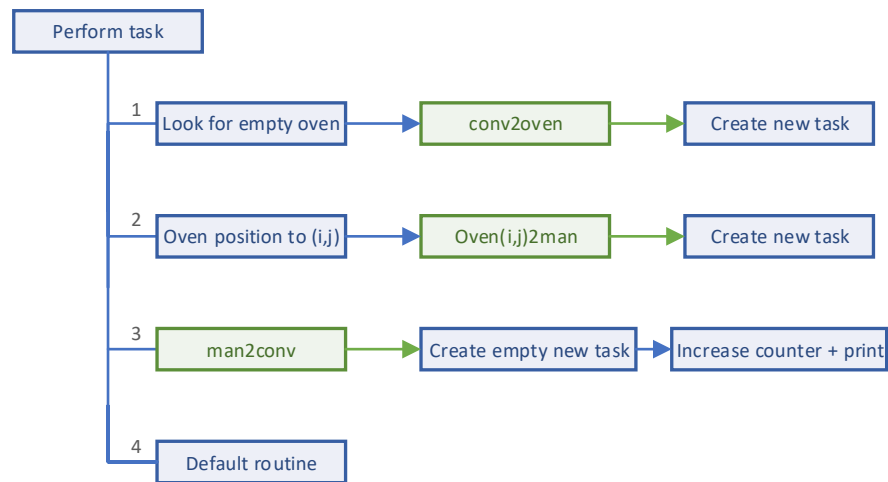 Perform task
1
Look for empty oven
conv2oven
Create new task
2
Oven position to (i,j)
Oven(i,j)2man
Create new task
3
man2conv
Create empty new task
Increase counter + print
4
Default routine